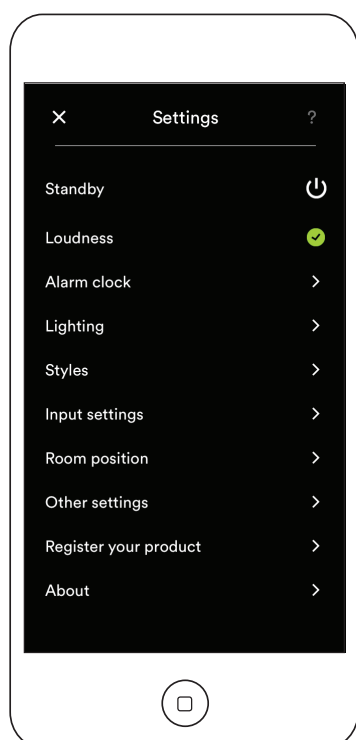 Settings ?
Standby
Loudness
Alarm clock
Lighting
Styles
Input settings
Room position
Other settings
Register your product
About